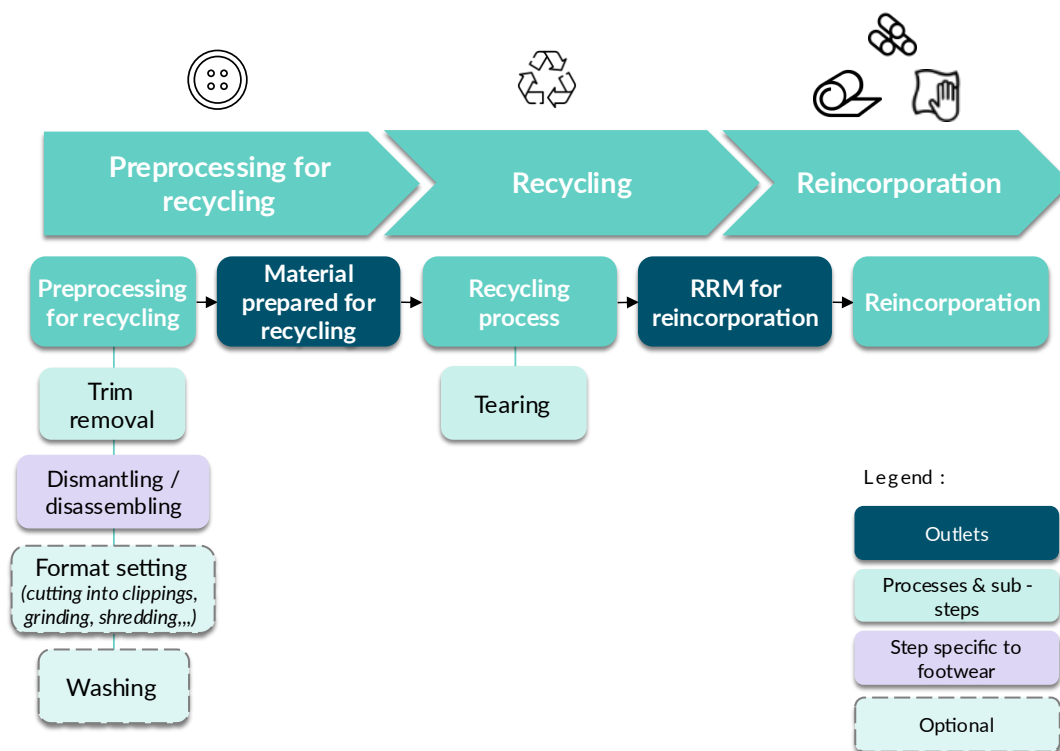 Preprocessing for
recycling
Recycling
Reincorporation
Preprocessing
for recycling
Material
prepared for
recycling
Recycling
process
RRM for
reincorporation
Reincorporation
Trim
removal
Tearing
Dismantling /
disassembling
Format setting
(cutting into clippings,
grinding, shredding,,,)
Washing
Legend :
Outlets
Processes & sub -
steps
Step specific to
footwear
Optional